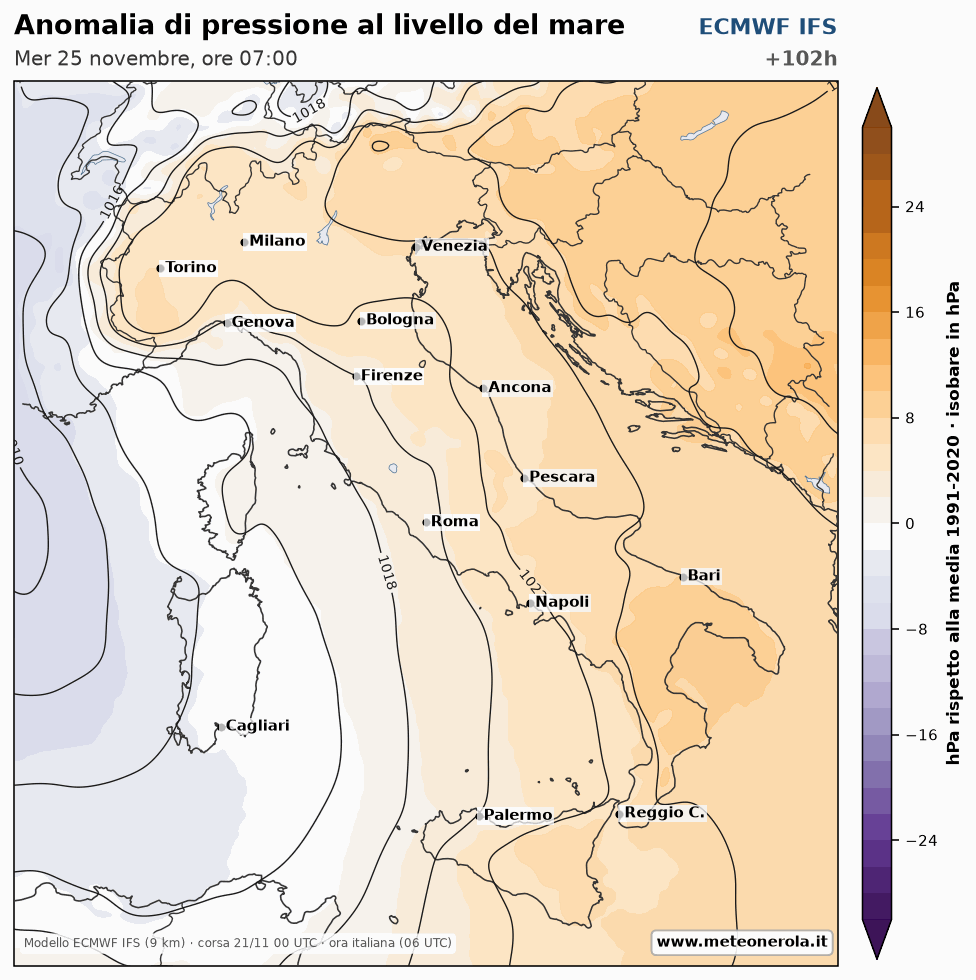 Anomalia di pressione al livello del mare
ECMWF IFS
Mer 25 novembre, ore 07:00
+102h
1018
1016
Milano
Venezia
Torino
Genova
Bologna
Firenze
Ancona
10
Pescara
Roma
1018
Bari
Napoli
Cagliari
Palermo
Reggio C.
24
16
8
0
−8
−16
−24
hPa rispetto alla media 1991-2020 · isobare in hPa
Modello ECMWF IFS (9 km) · corsa 21/11 00 UTC · ora italiana (06 UTC)
www.meteonerola.it